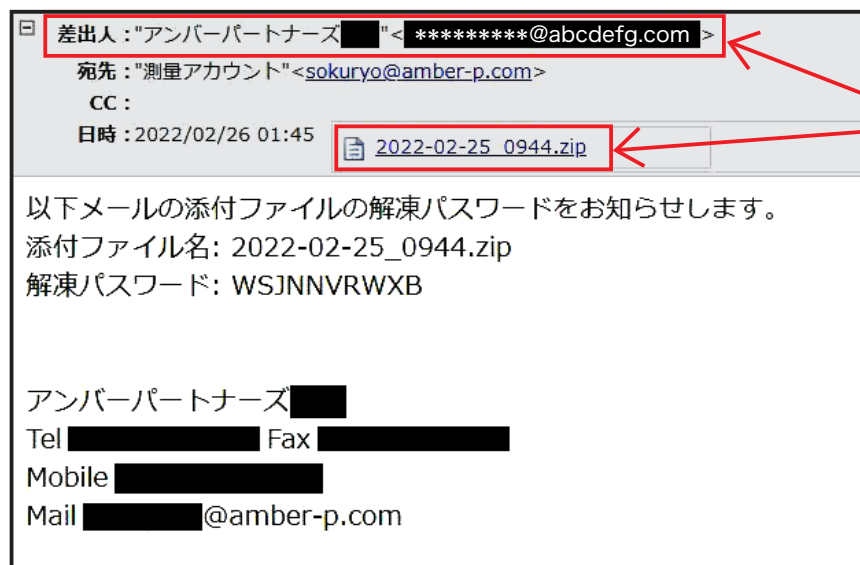 差出人："アンバーパートナーズ "< *********@abcdefg.com >
宛先："測量アカウント"<sokuryo@amber-p.com>
CC：
日時：2022/02/26 01:45
2022-02-25_0944.zip
以下メールの添付ファイルの解凍パスワードをお知らせします。
添付ファイル名: 2022-02-25_0944.zip
解凍パスワード: WSJNNVRWXB
アンバーパートナーズ
Tel Fax
Mobile
Mail @amber-p.com